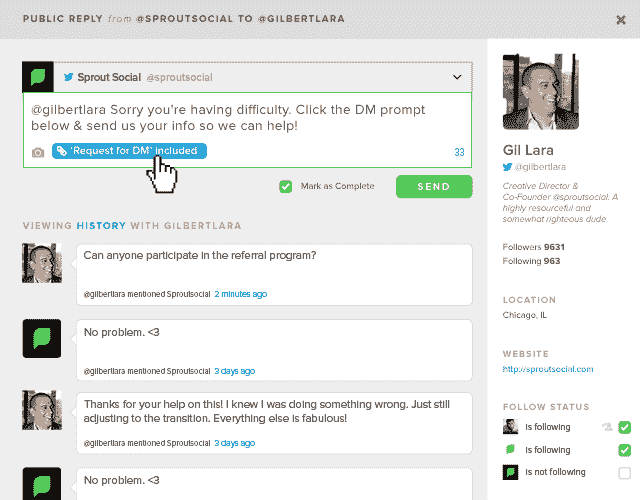 PUBLIC REPLY from @SPROUTSOCIAL TO @GILBERTLARA
Sprout Social @sproutsocial
@gilbertlara Sorry you're having difficulty. Click the DM prompt
below & send us your info so we can help!
'Request for DM' included
33
Mark as Complete
SEND
VIEWING HISTORY WITH GILBERTLARA
Can anyone participate in the referral program?
@gilbertlara mentioned Sproutsocial 2 minutes ago
No problem. <3
@gilbertlara mentioned Sproutsocial 3 days ago
Thanks for your help on this! I knew I was doing something wrong. Just still
adjusting to the transition. Everything else is fabulous!
@gilbertlara mentioned Sproutsocial 3 days ago
No problem. <3
Gil Lara
@gilbertlara
Creative Director &
Co-Founder @sproutsocial. A
highly resourceful and
somewhat righteous dude.
Followers 9631
Following 963
LOCATION
Chicago, IL
WEBSITE
http://sproutsocial.com
FOLLOW STATUS
is following
is following
is not following